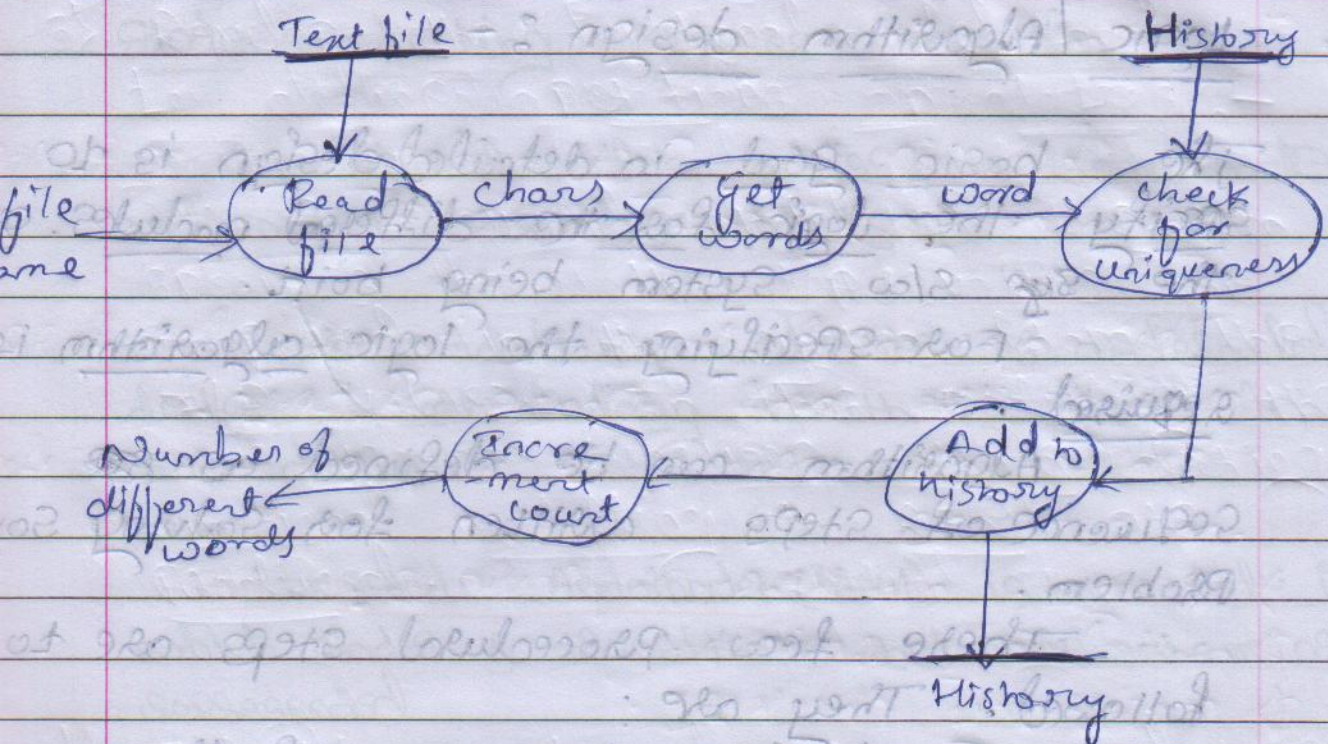 Text file
History
file
ame
Read
file
chars
Get
words
word
check
for
uniqueness
Number of
different
words
Incre
-ment
count
Add to
history
History